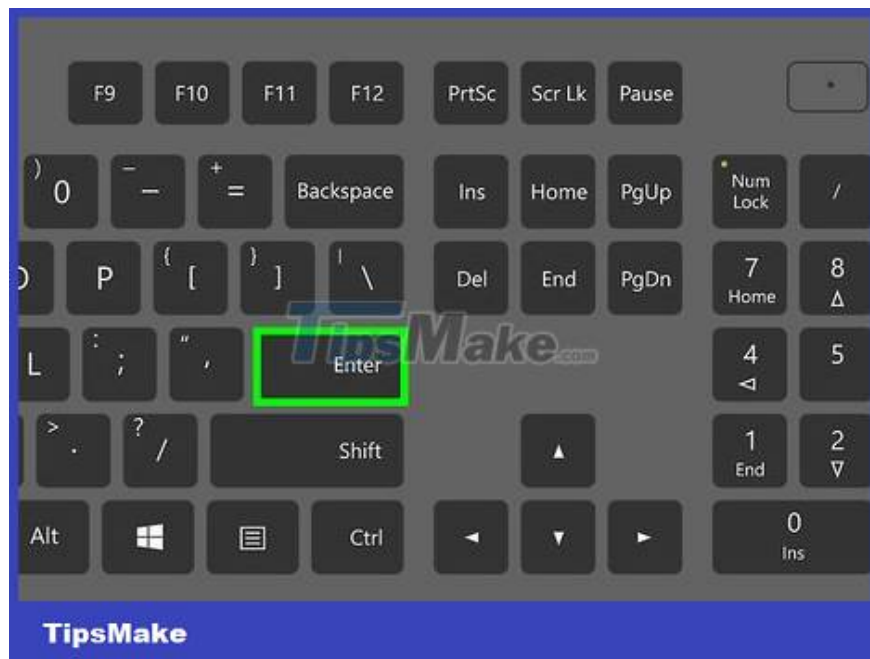 F9 F10 F11 F12 PrtSc Scr Lk Pause
) 0 _ - + = Backspace Ins Home PgUp Num Lock /
P { [ } ] | \ Del End PgDn 7 Home 8
TipsMake.com
L : ; " ' Enter 4 5
> . ? / Shift 1 End 2
Alt Ctrl 0 Ins
TipsMake